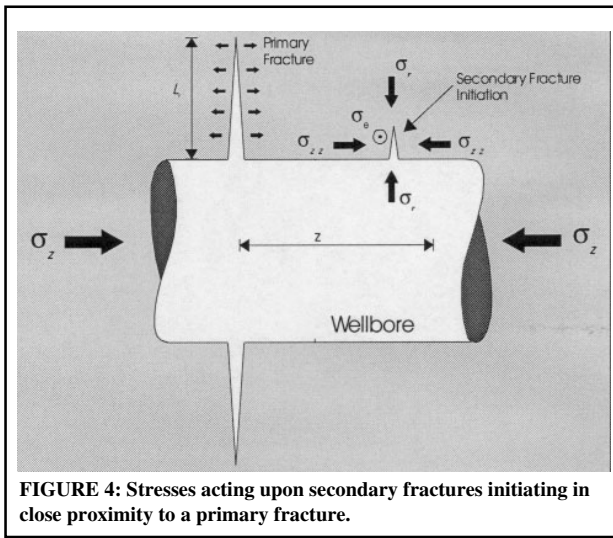 Primary
Fracture
L
σr
Secondary Fracture
Initiation
σe
σzz
σzz
σr
σz
σz
z
Wellbore
FIGURE 4: Stresses acting upon secondary fractures initiating in
close proximity to a primary fracture.